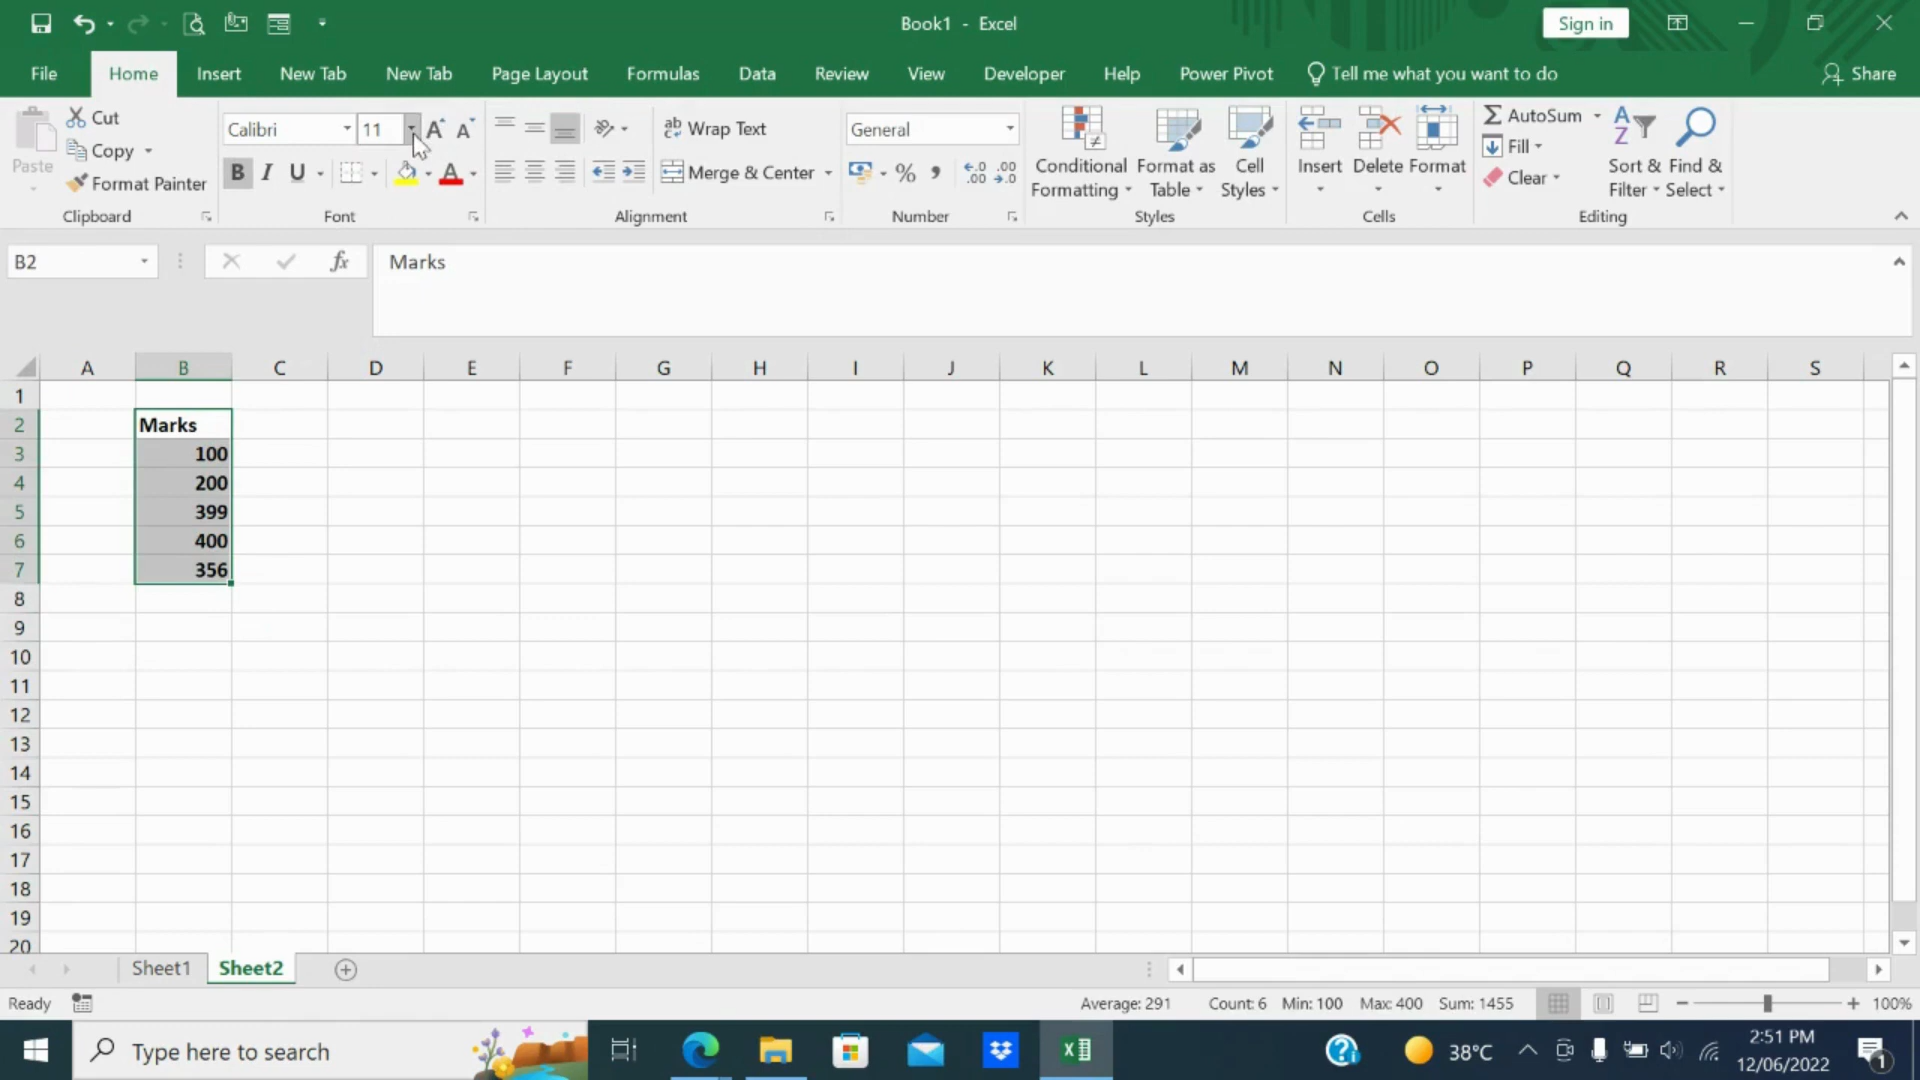 Book1 - Excel
Sign in
File Home Insert New Tab New Tab Page Layout Formulas Data Review View Developer Help Power Pivot Tell me what you want to do Share
Paste
Cut
Copy
Format Painter
Clipboard
Calibri 11
B I U
Font
Wrap Text
Merge & Center
Alignment
General
% ,
Number
Conditional Formatting
Format as Table
Cell Styles
Styles
Insert Delete Format
Cells
AutoSum
Fill
Clear
Sort & Filter
Find & Select
Editing
B2 fx Marks
A B C D E F G H I J K L M N O P Q R S
1
2 Marks
3 100
4 200
5 399
6 400
7 356
8
9
10
11
12
13
14
15
16
17
18
19
20
Sheet1 Sheet2
Ready Average: 291 Count: 6 Min: 100 Max: 400 Sum: 1455 100%
Type here to search 38°C 2:51 PM
12/06/2022 1